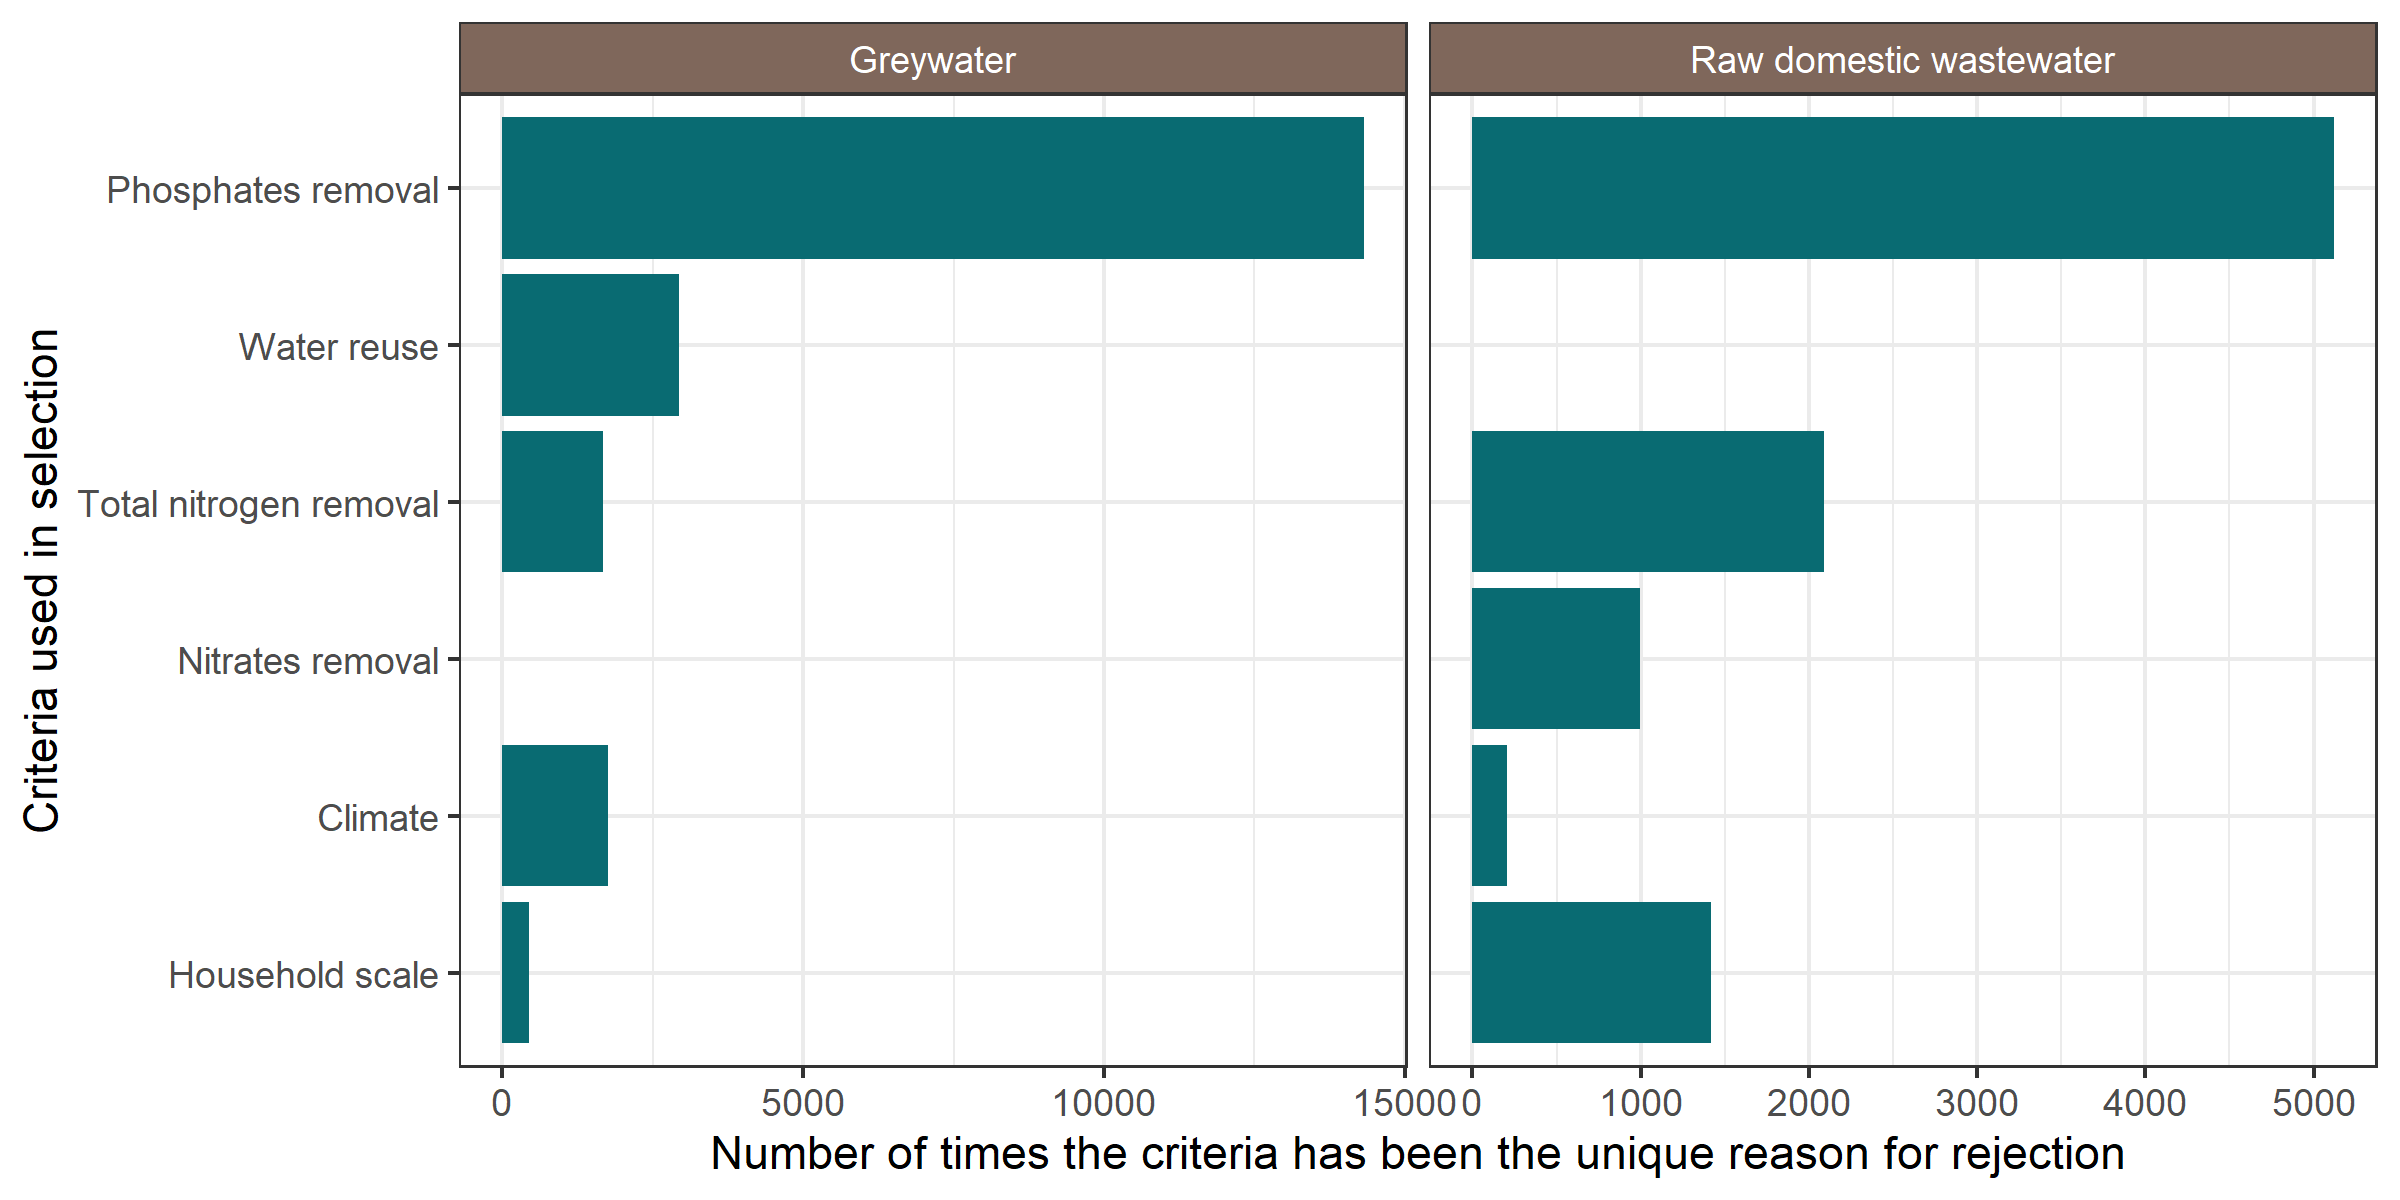 Greywater
Raw domestic wastewater
Criteria used in selection
Phosphates removal
Water reuse
Total nitrogen removal
Nitrates removal
Climate
Household scale
0 5000 10000 15000
0 1000 2000 3000 4000 5000
Number of times the criteria has been the unique reason for rejection